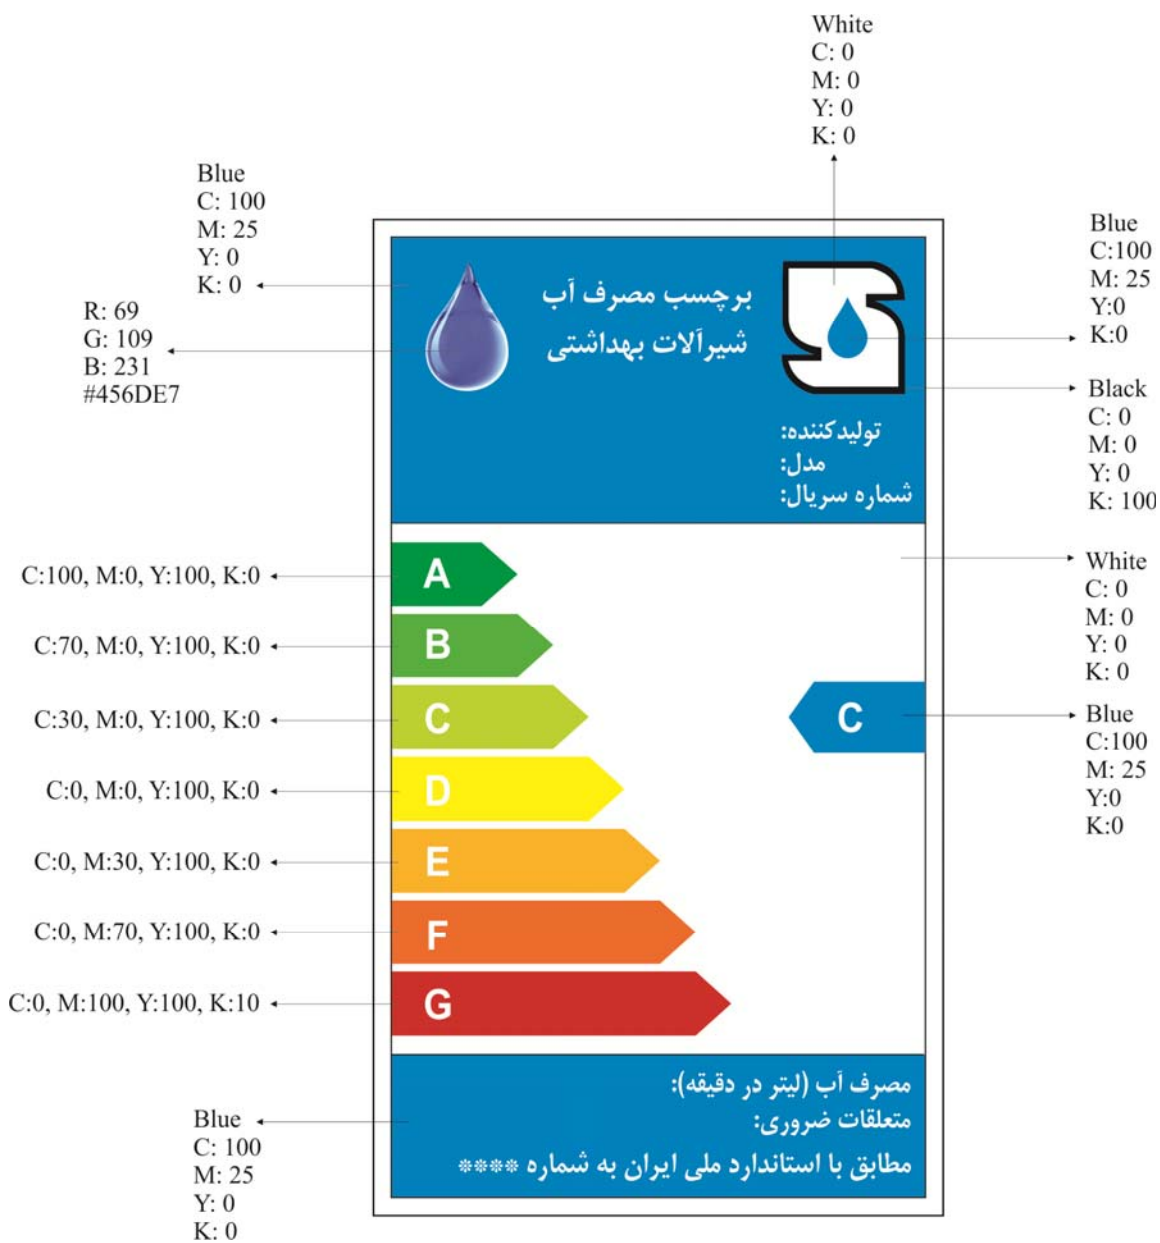 White
C: 0
M: 0
Y: 0
K: 0
Blue
C: 100
M: 25
Y: 0
K: 0
R: 69
G: 109
B: 231
#456DE7
Blue
C:100
M: 25
Y:0
K:0
Black
C: 0
M: 0
Y: 0
K: 100
برچسب مصرف آب
شیرآلات بهداشتی
تولیدکننده:
مدل:
شماره سریال:
C:100, M:0, Y:100, K:0
A
C:70, M:0, Y:100, K:0
B
C:30, M:0, Y:100, K:0
C
C:0, M:0, Y:100, K:0
D
C:0, M:30, Y:100, K:0
E
C:0, M:70, Y:100, K:0
F
C:0, M:100, Y:100, K:10
G
C
White
C: 0
M: 0
Y: 0
K: 0
Blue
C:100
M: 25
Y:0
K:0
مصرف آب (لیتر در دقیقه):
متعلقات ضروری:
مطابق با استاندارد ملی ایران به شماره ****
Blue
C: 100
M: 25
Y: 0
K: 0